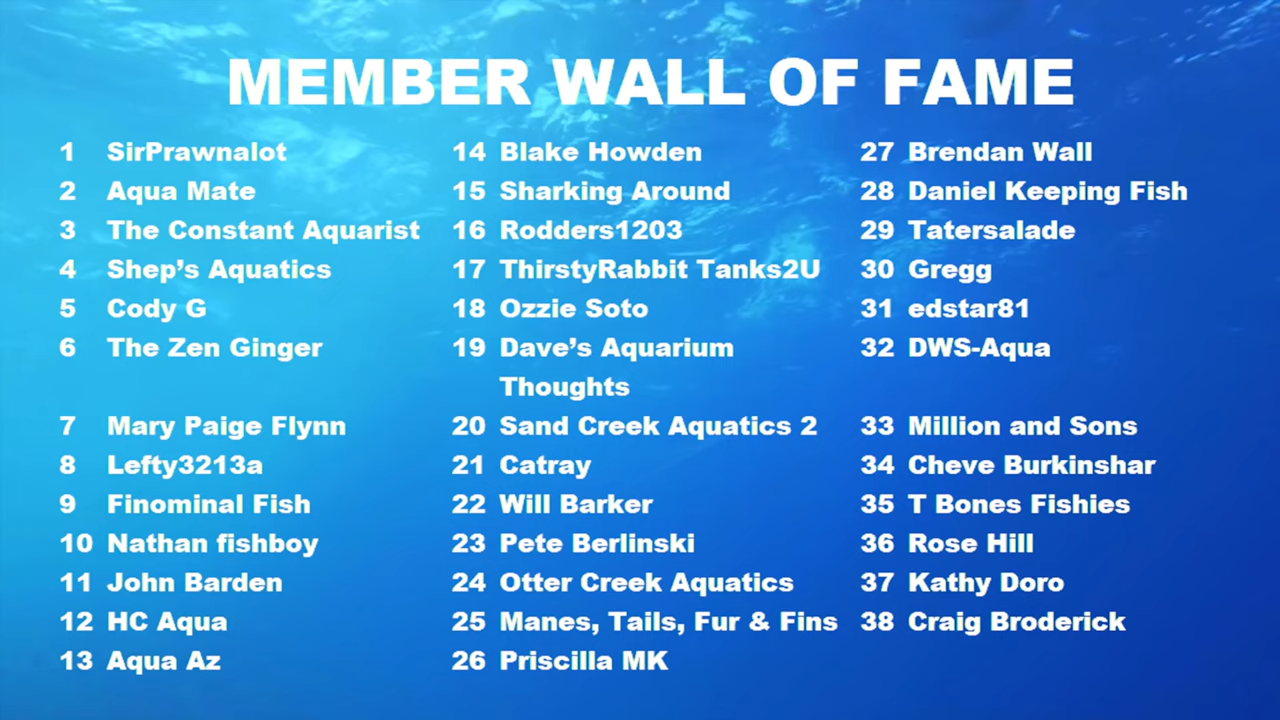 MEMBER WALL OF FAME
1 SirPrawnalot
2 Aqua Mate
3 The Constant Aquarist
4 Shep’s Aquatics
5 Cody G
6 The Zen Ginger
7 Mary Paige Flynn
8 Lefty3213a
9 Finominal Fish
10 Nathan fishboy
11 John Barden
12 HC Aqua
13 Aqua Az
14 Blake Howden
15 Sharking Around
16 Rodders1203
17 ThirstyRabbit Tanks2U
18 Ozzie Soto
19 Dave’s Aquarium
Thoughts
20 Sand Creek Aquatics 2
21 Catray
22 Will Barker
23 Pete Berlinski
24 Otter Creek Aquatics
25 Manes, Tails, Fur & Fins
26 Priscilla MK
27 Brendan Wall
28 Daniel Keeping Fish
29 Tatersalade
30 Gregg
31 edstar81
32 DWS-Aqua
33 Million and Sons
34 Cheve Burkinshar
35 T Bones Fishies
36 Rose Hill
37 Kathy Doro
38 Craig Broderick